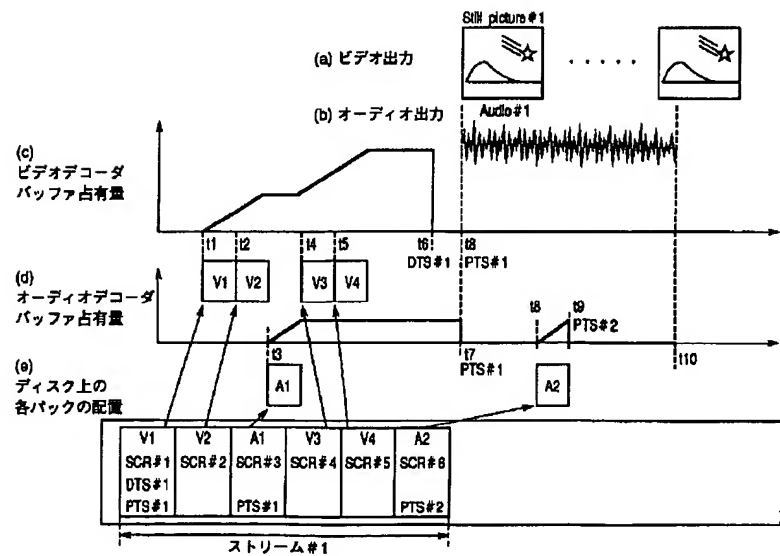 Still picture#1
(a) ビデオ出力
(b) オーディオ出力
Audio#1
(c)
ビデオデコーダ
バッファ占有量
t1 t2 t4 t5 t6 t8
DTS#1 PTS#1
V1 V2 V3 V4
(d)
オーディオデコーダ
バッファ占有量
t8 t9
PTS#2
t3 t7 t10
PTS#1
(e)
ディスク上の
各パックの配置
A1 A2
V1 V2 A1 V3 V4 A2
SCR#1 SCR#2 SCR#3 SCR#4 SCR#5 SCR#6
DTS#1
PTS#1 PTS#1 PTS#2
ストリーム#1